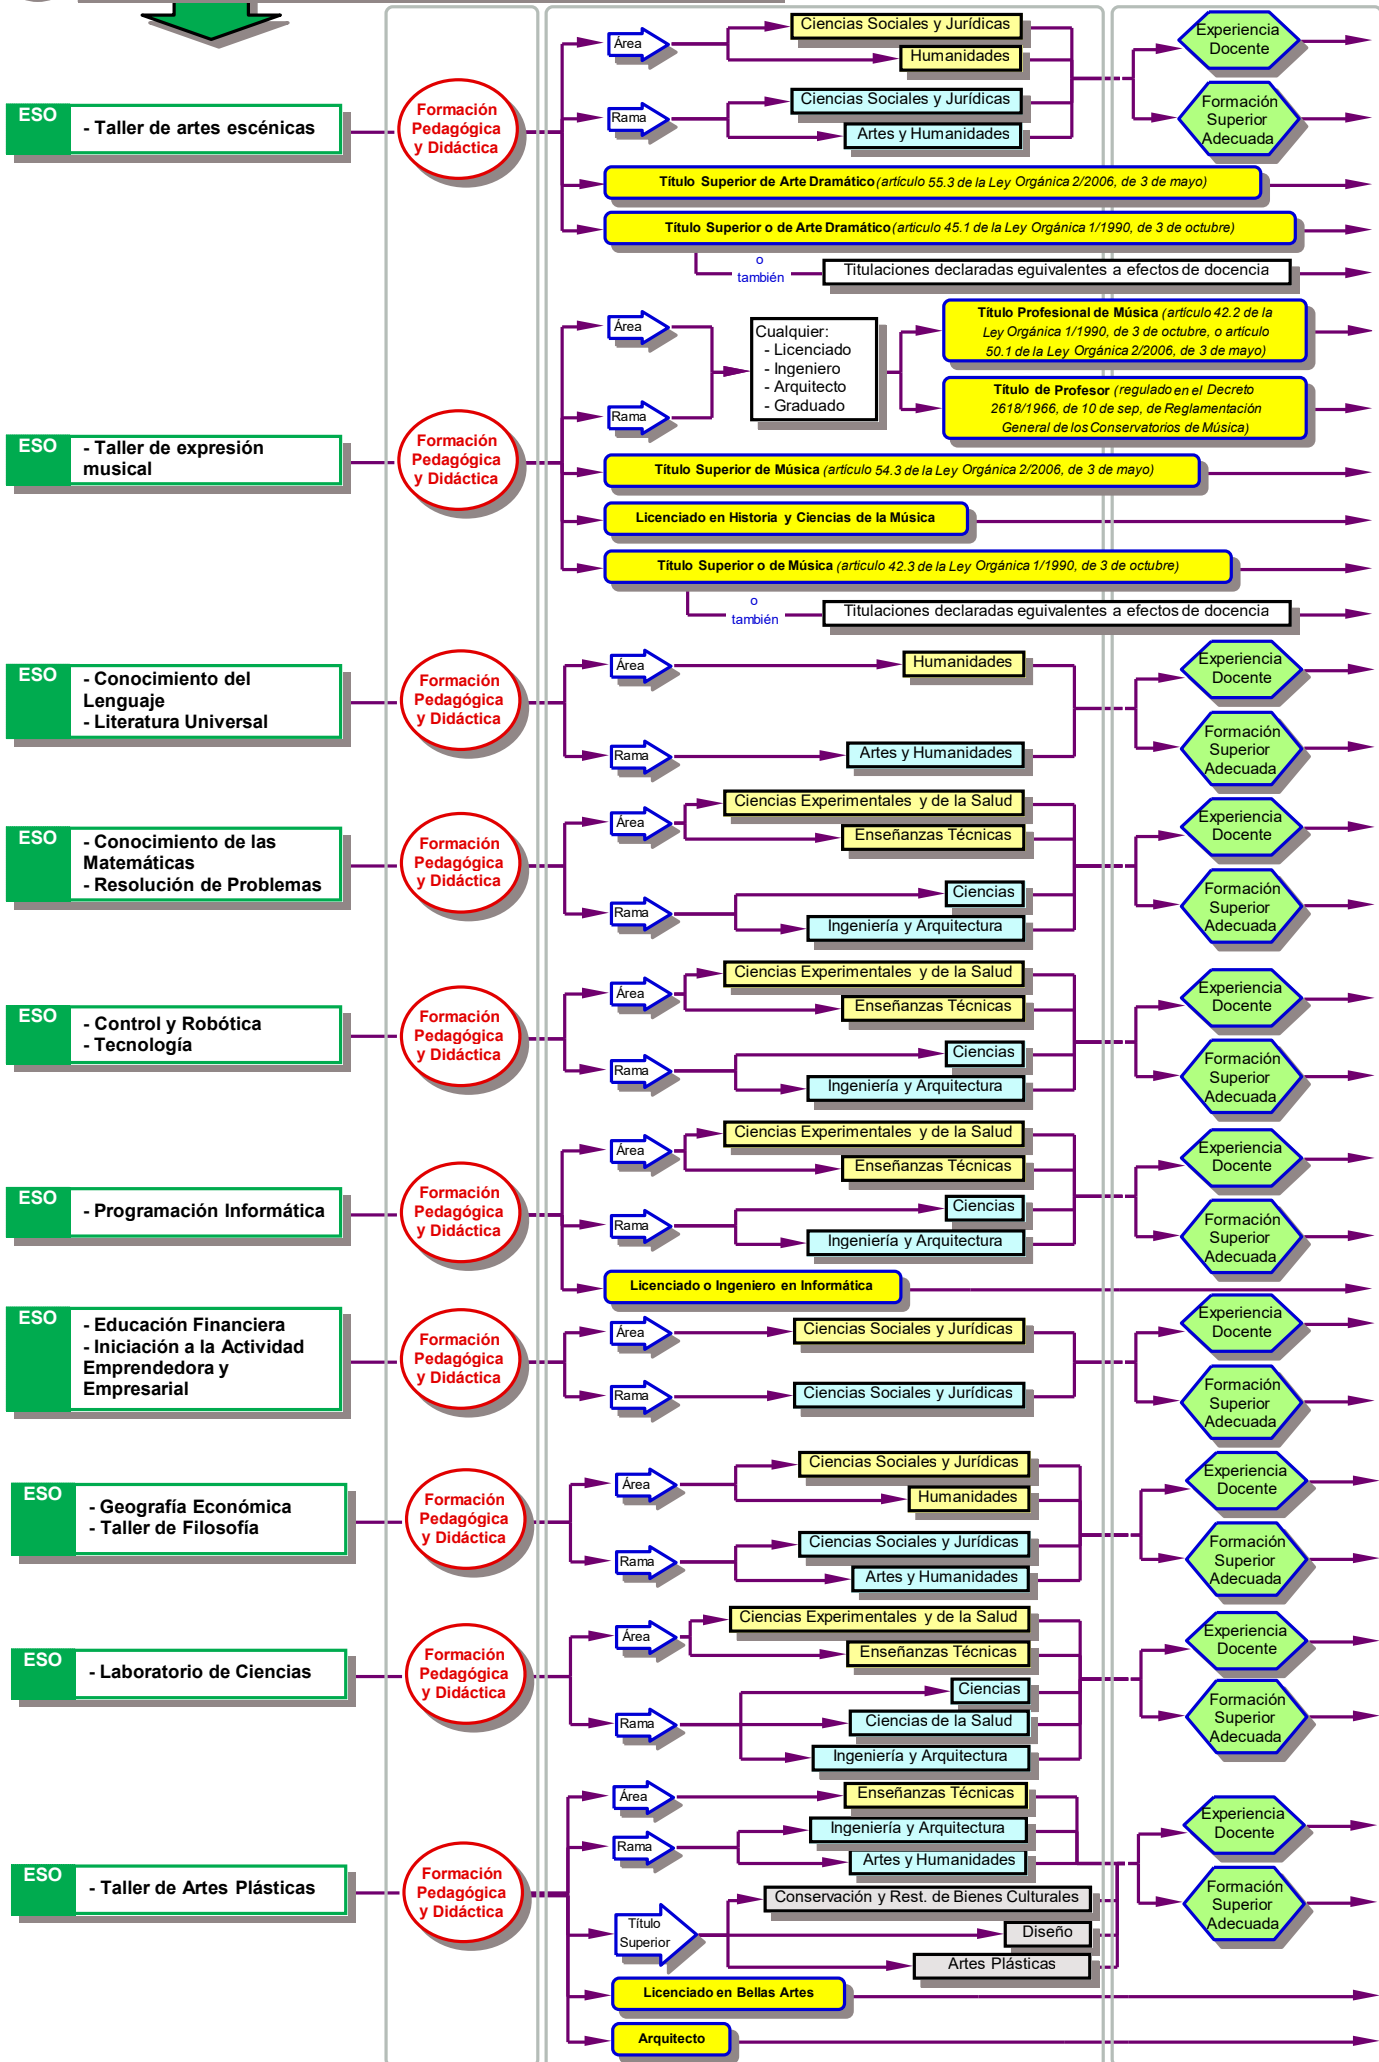 ESO
- Taller de artes escénicas
Formación
Pedagógica
y Didáctica
Área
Ciencias Sociales y Jurídicas
Humanidades
Rama
Ciencias Sociales y Jurídicas
Artes y Humanidades
Experiencia
Docente
Formación
Superior
Adecuada
Título Superior de Arte Dramático (artículo 55.3 de la Ley Orgánica 2/2006, de 3 de mayo)
Título Superior o de Arte Dramático (artículo 45.1 de la Ley Orgánica 1/1990, de 3 de octubre)
o
también
Titulaciones declaradas equivalentes a efectos de docencia
ESO
- Taller de expresión
musical
Formación
Pedagógica
y Didáctica
Área
Rama
Cualquier:
- Licenciado
- Ingeniero
- Arquitecto
- Graduado
Título Profesional de Música (artículo 42.2 de la
Ley Orgánica 1/1990, de 3 de octubre, o artículo
50.1 de la Ley Orgánica 2/2006, de 3 de mayo)
Título de Profesor (regulado en el Decreto
2618/1966, de 10 de sep, de Reglamentación
General de los Conservatorios de Música)
Título Superior de Música (artículo 54.3 de la Ley Orgánica 2/2006, de 3 de mayo)
Licenciado en Historia y Ciencias de la Música
Título Superior o de Música (artículo 42.3 de la Ley Orgánica 1/1990, de 3 de octubre)
o
también
Titulaciones declaradas equivalentes a efectos de docencia
ESO
- Conocimiento del
Lenguaje
- Literatura Universal
Formación
Pedagógica
y Didáctica
Área
Humanidades
Rama
Artes y Humanidades
Experiencia
Docente
Formación
Superior
Adecuada
ESO
- Conocimiento de las
Matemáticas
- Resolución de Problemas
Formación
Pedagógica
y Didáctica
Área
Ciencias Experimentales y de la Salud
Enseñanzas Técnicas
Rama
Ciencias
Ingeniería y Arquitectura
Experiencia
Docente
Formación
Superior
Adecuada
ESO
- Control y Robótica
- Tecnología
Formación
Pedagógica
y Didáctica
Área
Ciencias Experimentales y de la Salud
Enseñanzas Técnicas
Rama
Ciencias
Ingeniería y Arquitectura
Experiencia
Docente
Formación
Superior
Adecuada
ESO
- Programación Informática
Formación
Pedagógica
y Didáctica
Área
Ciencias Experimentales y de la Salud
Enseñanzas Técnicas
Rama
Ciencias
Ingeniería y Arquitectura
Experiencia
Docente
Formación
Superior
Adecuada
Licenciado o Ingeniero en Informática
ESO
- Educación Financiera
- Iniciación a la Actividad
Emprendedora y
Empresarial
Formación
Pedagógica
y Didáctica
Área
Ciencias Sociales y Jurídicas
Rama
Ciencias Sociales y Jurídicas
Experiencia
Docente
Formación
Superior
Adecuada
ESO
- Geografía Económica
- Taller de Filosofía
Formación
Pedagógica
y Didáctica
Área
Ciencias Sociales y Jurídicas
Humanidades
Rama
Ciencias Sociales y Jurídicas
Artes y Humanidades
Experiencia
Docente
Formación
Superior
Adecuada
ESO
- Laboratorio de Ciencias
Formación
Pedagógica
y Didáctica
Área
Ciencias Experimentales y de la Salud
Enseñanzas Técnicas
Rama
Ciencias
Ciencias de la Salud
Ingeniería y Arquitectura
Experiencia
Docente
Formación
Superior
Adecuada
ESO
- Taller de Artes Plásticas
Formación
Pedagógica
y Didáctica
Área
Enseñanzas Técnicas
Rama
Ingeniería y Arquitectura
Artes y Humanidades
Título
Superior
Conservación y Rest. de Bienes Culturales
Diseño
Artes Plásticas
Experiencia
Docente
Formación
Superior
Adecuada
Licenciado en Bellas Artes
Arquitecto